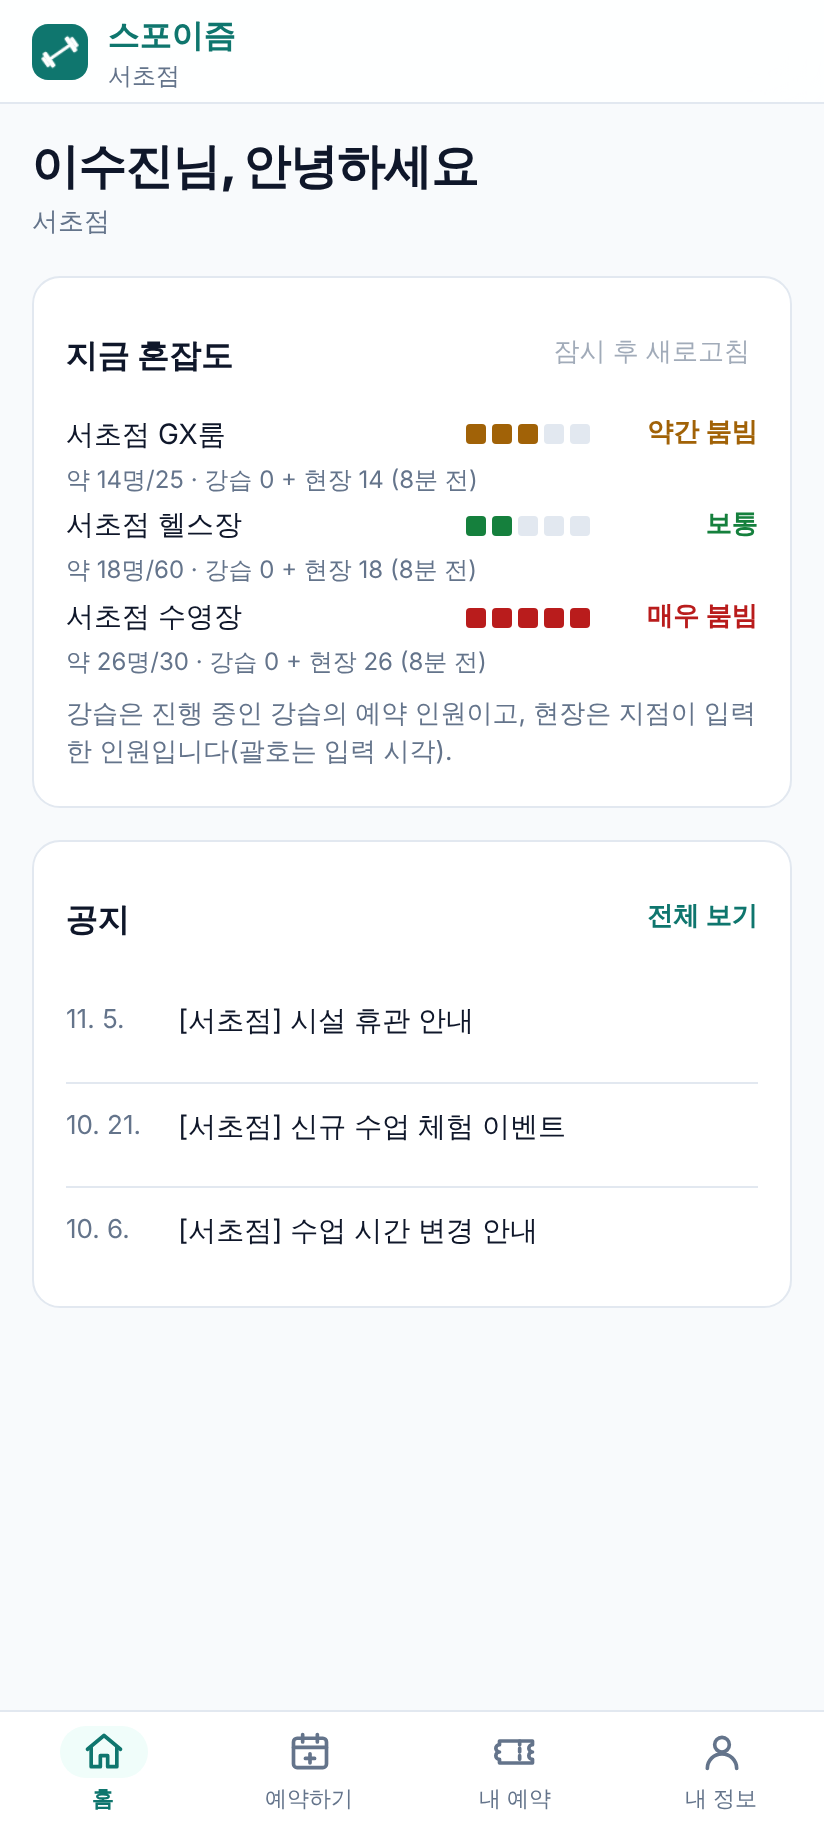 스포이즘
서초점
이수진님, 안녕하세요
서초점
지금 혼잡도
잠시 후 새로고침
서초점 GX룸
약간 붐빔
약 14명/25 · 강습 0 + 현장 14 (8분 전)
서초점 헬스장
보통
약 18명/60 · 강습 0 + 현장 18 (8분 전)
서초점 수영장
매우 붐빔
약 26명/30 · 강습 0 + 현장 26 (8분 전)
강습은 진행 중인 강습의 예약 인원이고, 현장은 지점이 입력
한 인원입니다(괄호는 입력 시각).
공지
전체 보기
11. 5. [서초점] 시설 휴관 안내
10. 21. [서초점] 신규 수업 체험 이벤트
10. 6. [서초점] 수업 시간 변경 안내
홈
예약하기
내 예약
내 정보